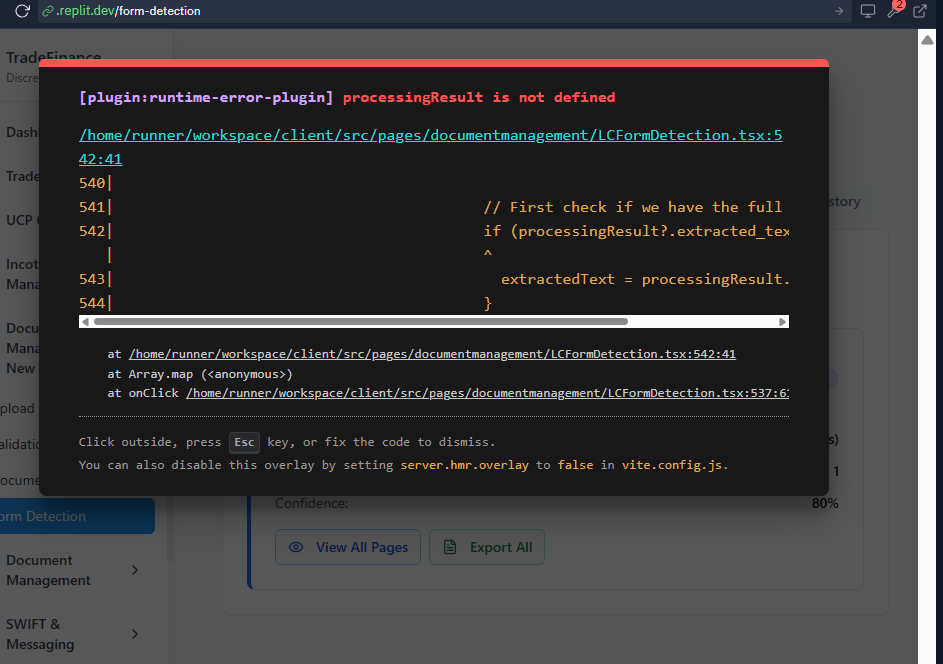 .replit.dev/form-detection
2
TradeFinance
[plugin:runtime-error-plugin] processingResult is not defined
/home/runner/workspace/client/src/pages/documentmanagement/LCFormDetection.tsx:5
42:41
540|
541| // First check if we have the full
542| if (processingResult?.extracted_tex
| ^
543| extractedText = processingResult.
544| }
at /home/runner/workspace/client/src/pages/documentmanagement/LCFormDetection.tsx:542:41
at Array.map (<anonymous>)
at onClick /home/runner/workspace/client/src/pages/documentmanagement/LCFormDetection.tsx:537:61
Click outside, press Esc key, or fix the code to dismiss.
You can also disable this overlay by setting server.hmr.overlay to false in vite.config.js.
Discre
Dashl
Trade
UCP
Incot
Mana
Docu
Mana
New
pload
alidatic
ocume
orm Detection
Document
Management
SWIFT &
Messaging
story
s)
1
Confidence:
80%
View All Pages
Export All